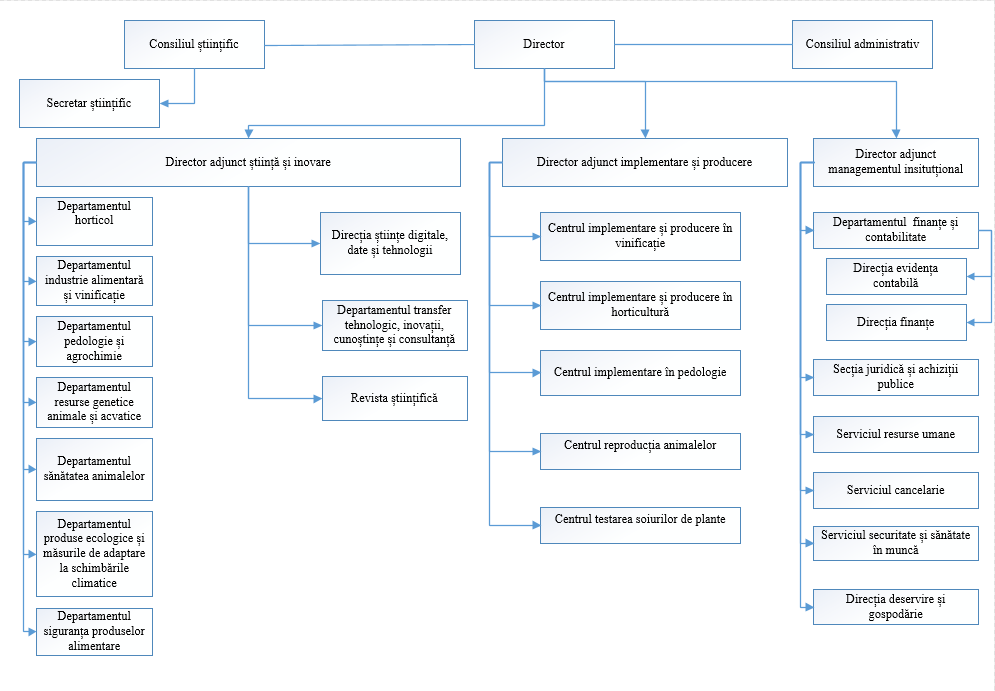 Consiliul științific
Director
Consiliul administrativ
Secretar științific
Director adjunct știință și inovare
Director adjunct implementare și producere
Director adjunct
managementul insituțional
Departamentul
horticol
Departamentul
industrie alimentară
și vinificație
Departamentul
pedologie și
agrochimie
Departamentul
resurse genetice
animale și acvatice
Departamentul
sănătatea animalelor
Departamentul
produse ecologice și
măsurile de adaptare
la schimbările
climatice
Departamentul
siguranța produselor
alimentare
Direcția științe digitale,
date și tehnologii
Departamentul transfer
tehnologic, inovații,
cunoștințe și consultanță
Revista științifică
Centrul implementare și producere în
vinificație
Centrul implementare și producere în
horticultură
Centrul implementare în pedologie
Centrul reproducția animalelor
Centrul testarea soiurilor de plante
Departamentul finanțe și
contabilitate
Direcția evidența
contabilă
Direcția finanțe
Secția juridică și achiziții
publice
Serviciul resurse umane
Serviciul cancelarie
Serviciul securitate și sănătate
în muncă
Direcția deservire și
gospodărie